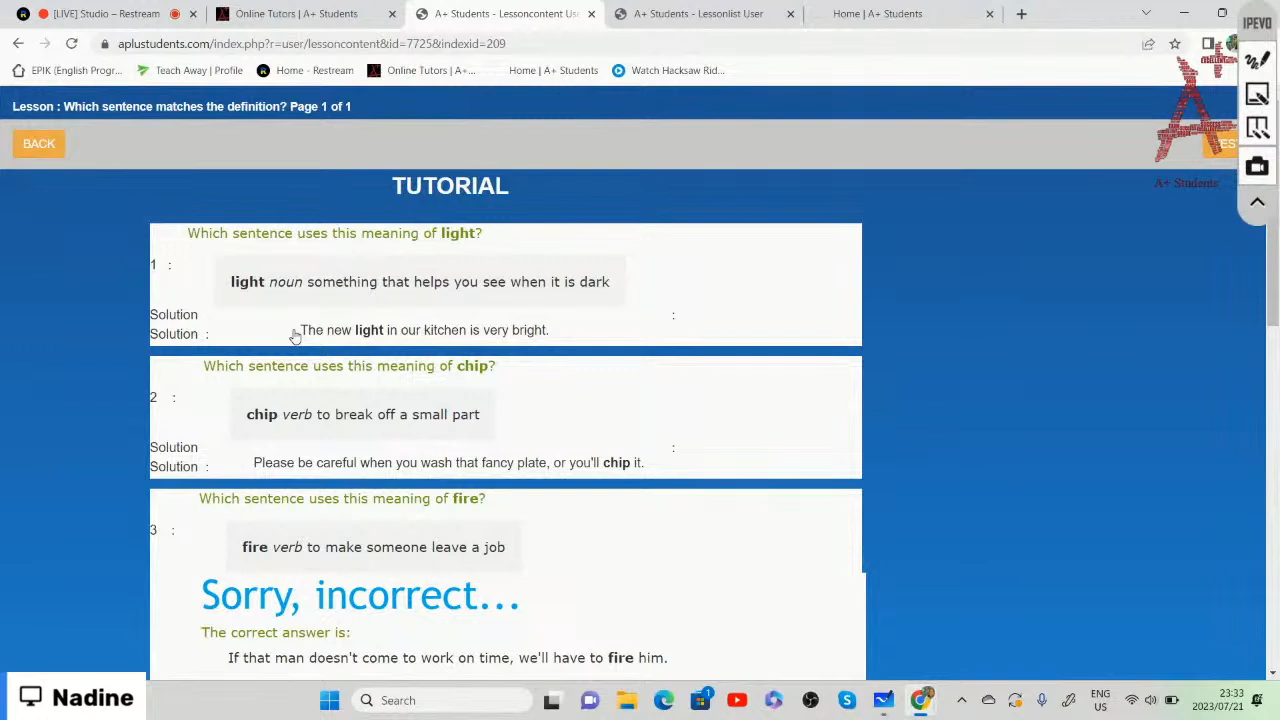 [LIVE] Studio - Restream
Online Tutors | A+ Students
A+ Students - Lesoncontent Use
A+ Students - Lessonlist User
Home | A+ Students
aplustudents.com/index.php?r=user/lessoncontent&id=7725&indexid=209
IPEVO
EPIK (English Progr...
Teach Away | Profile
Home - Restream
Online Tutors | A+...
Home | A+ Students
Watch Hacksaw Rid...
Lesson : Which sentence matches the definition? Page 1 of 1
BACK
A+ Students
TUTORIAL
Which sentence uses this meaning of light?
1 :
light noun something that helps you see when it is dark
Solution :
Solution : The new light in our kitchen is very bright.
Which sentence uses this meaning of chip?
2 :
chip verb to break off a small part
Solution :
Solution : Please be careful when you wash that fancy plate, or you'll chip it.
Which sentence uses this meaning of fire?
3 :
fire verb to make someone leave a job
Sorry, incorrect...
The correct answer is:
If that man doesn't come to work on time, we'll have to fire him.
Nadine
Search
1
ENG
US
23:33
2023/07/21